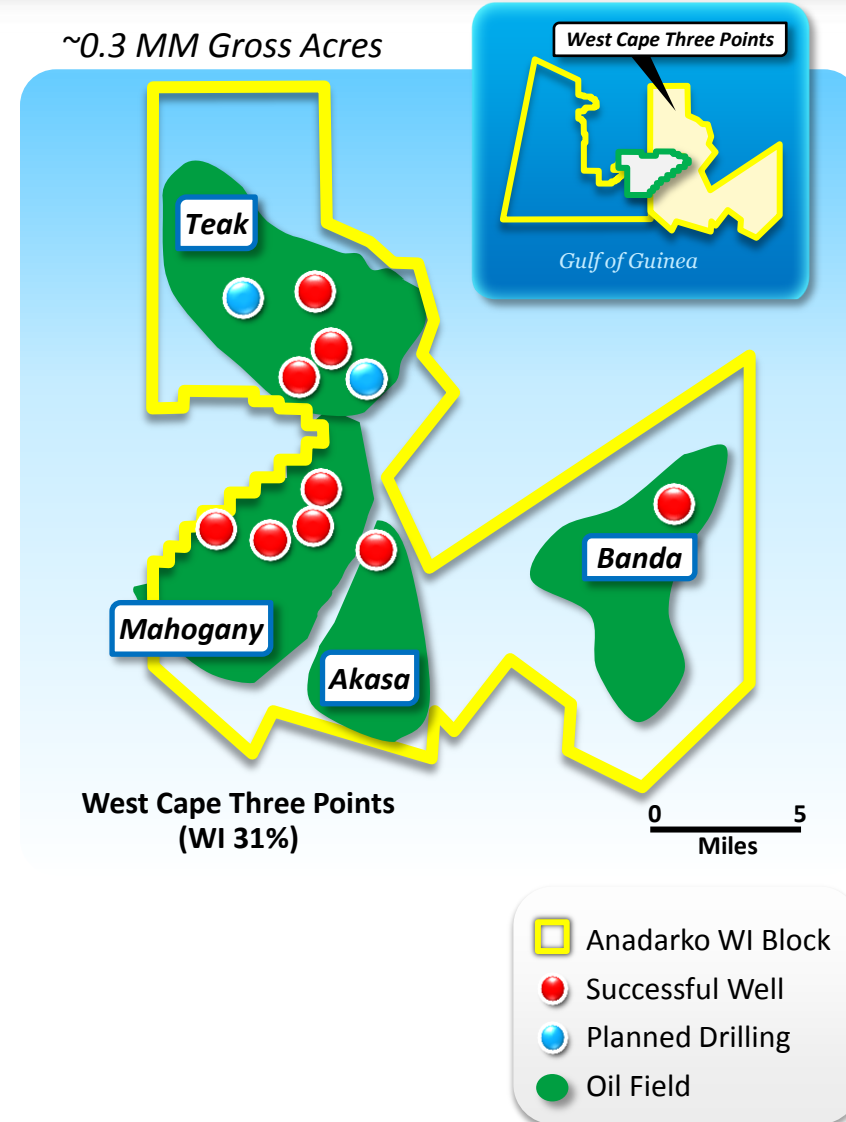 ~0.3 MM Gross Acres
West Cape Three Points
Gulf of Guinea
Teak
Banda
Mahogany
Akasa
West Cape Three Points
(WI 31%)
0 5
Miles
Anadarko WI Block
Successful Well
Planned Drilling
Oil Field